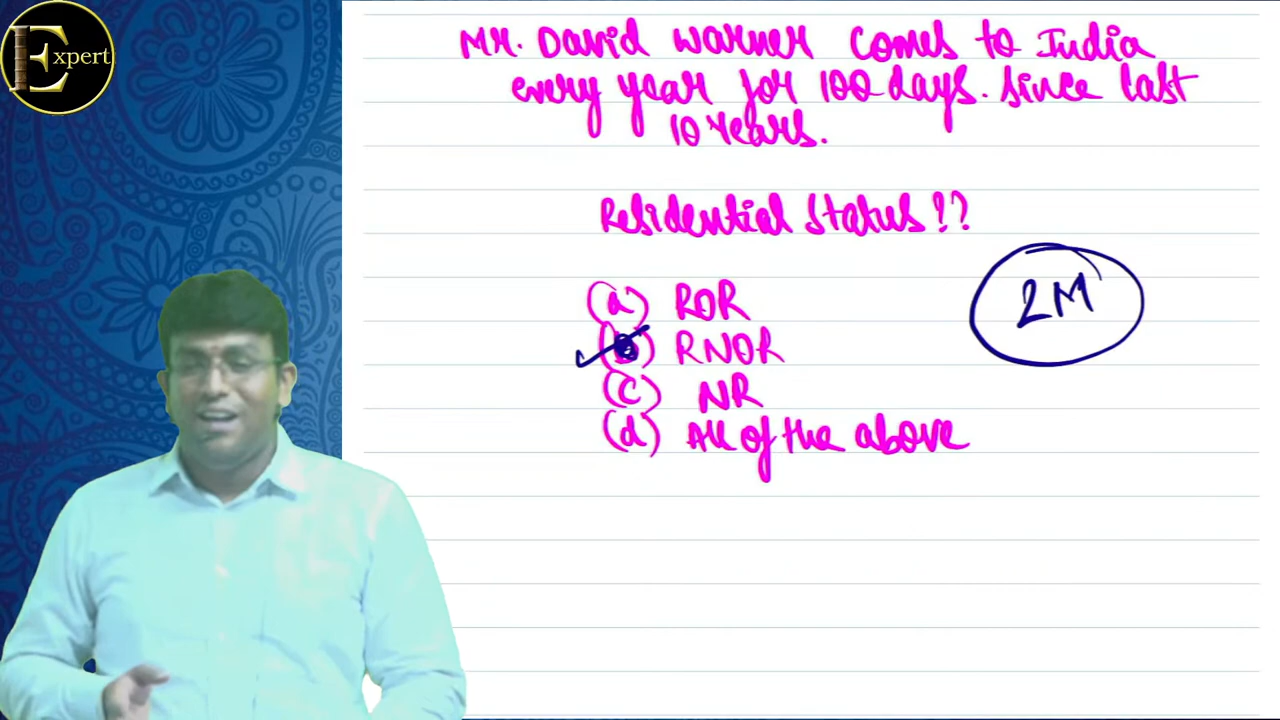 Expert
Mr. David Warner Comes to India
every year for 100 days. Since last
10 Years.
Residential Status!??
(a) ROR
(b) RNOR
(c) NR
(d) All of the above
2M